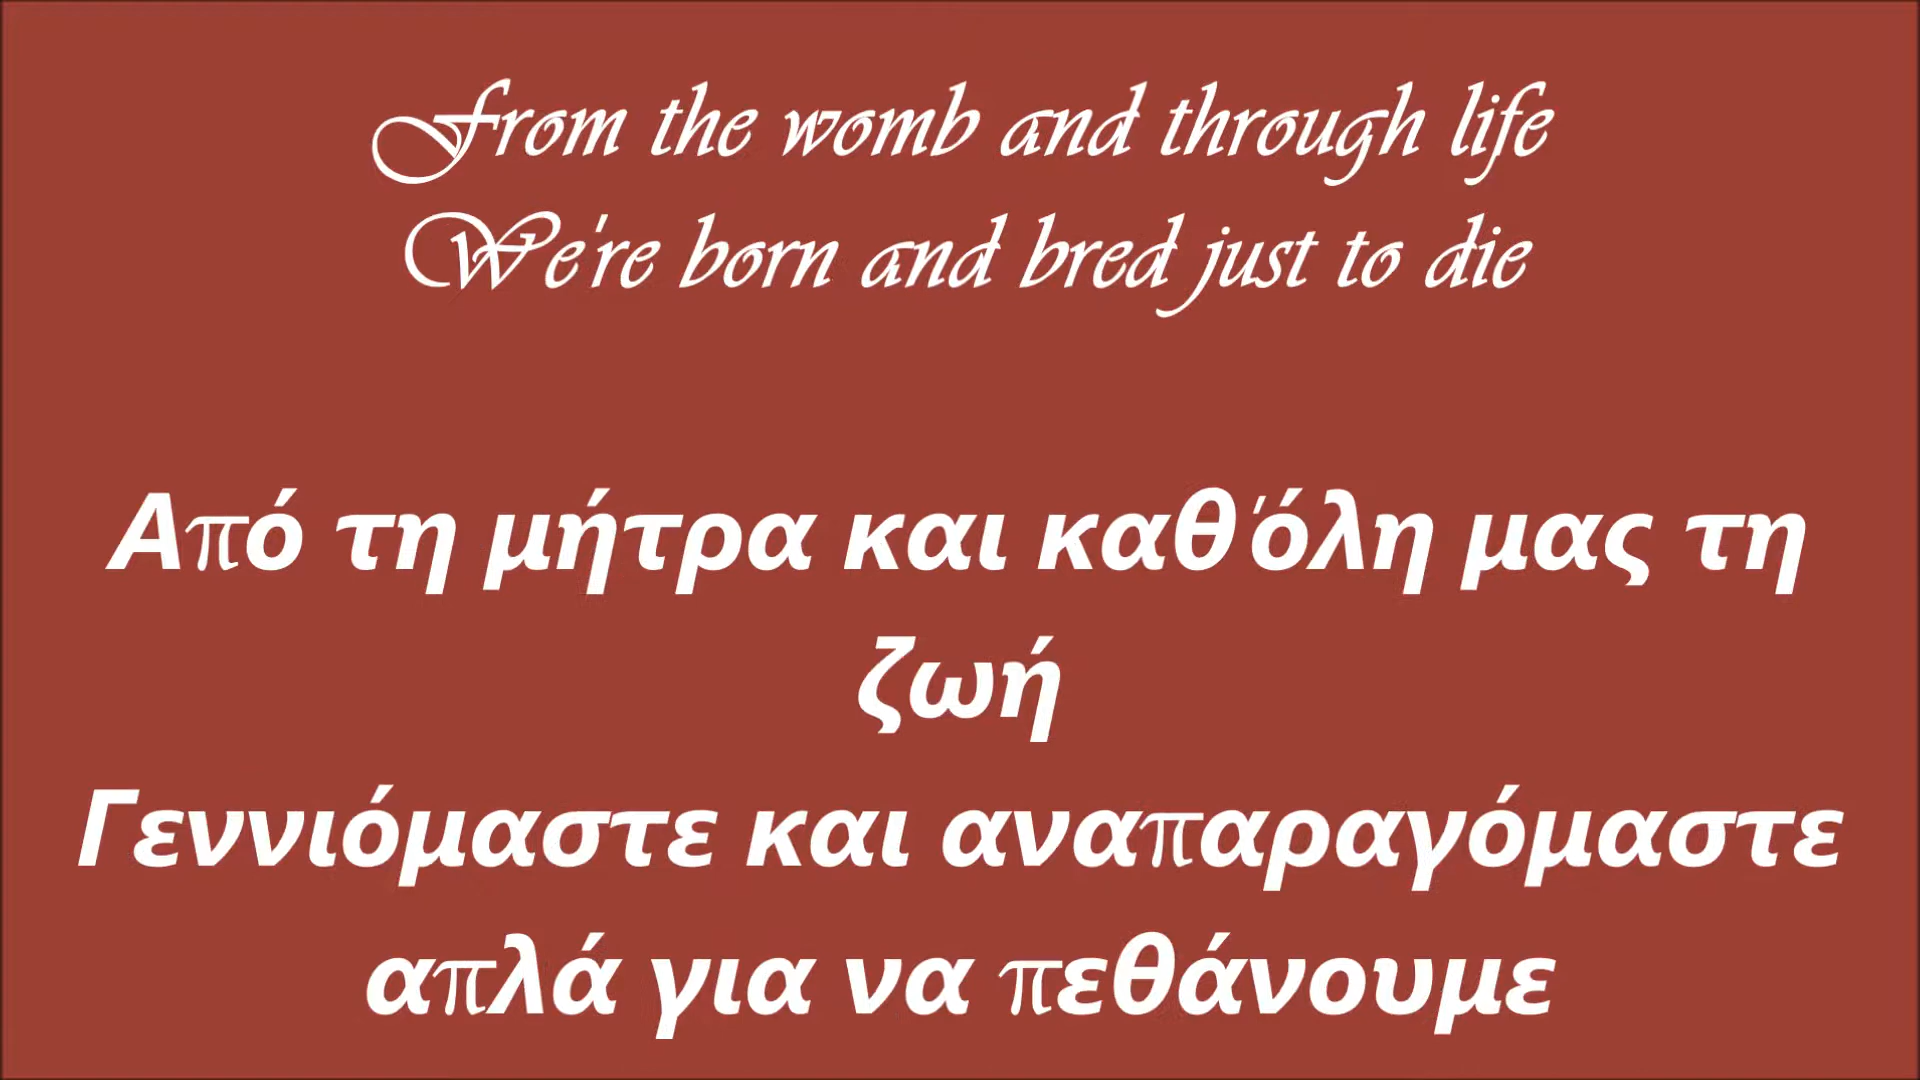 From the womb and through life
We're born and bred just to die
Από τη μήτρα και καθ'όλη μας τη
ζωή
Γεννιόμαστε και αναπαραγόμαστε
απλά για να πεθάνουμε